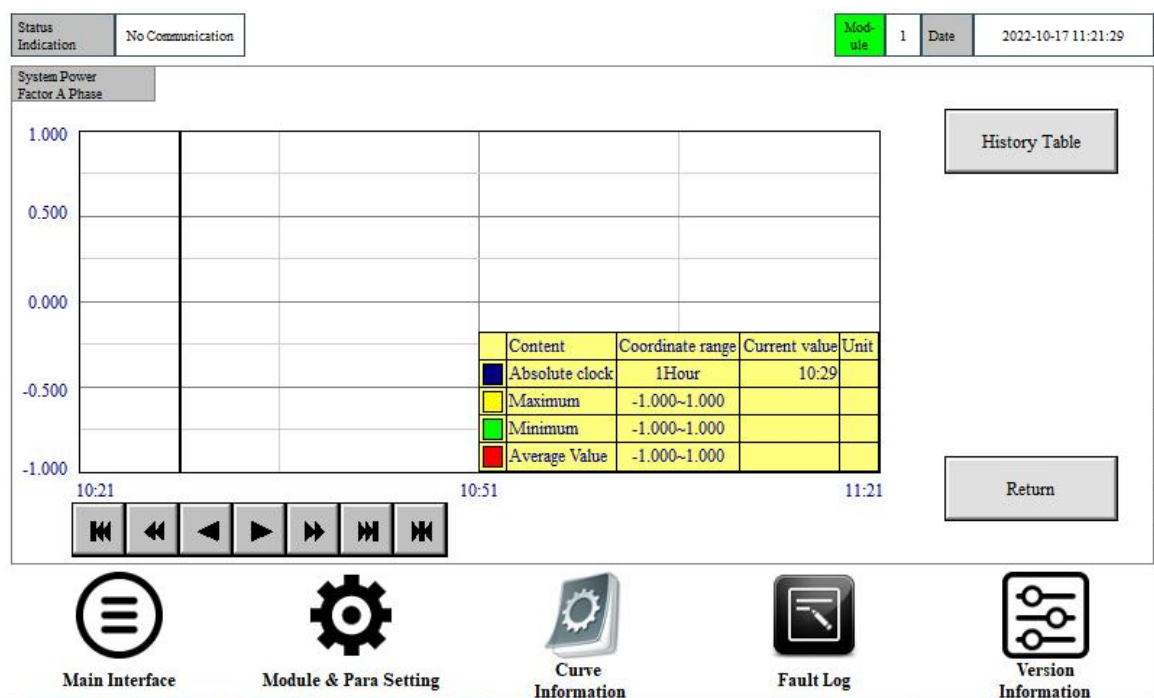 Status
Indication
No Communication
Mod-
ule
1
Date
2022-10-17 11:21:29
System Power
Factor A Phase
History Table
1.000
0.500
0.000
-0.500
-1.000
Content Coordinate range Current value Unit
Absolute clock 1Hour 10:29
Maximum -1.000~1.000
Minimum -1.000~1.000
Average Value -1.000~1.000
10:21 10:51 11:21
Return
Main Interface
Module & Para Setting
Curve
Information
Fault Log
Version
Information